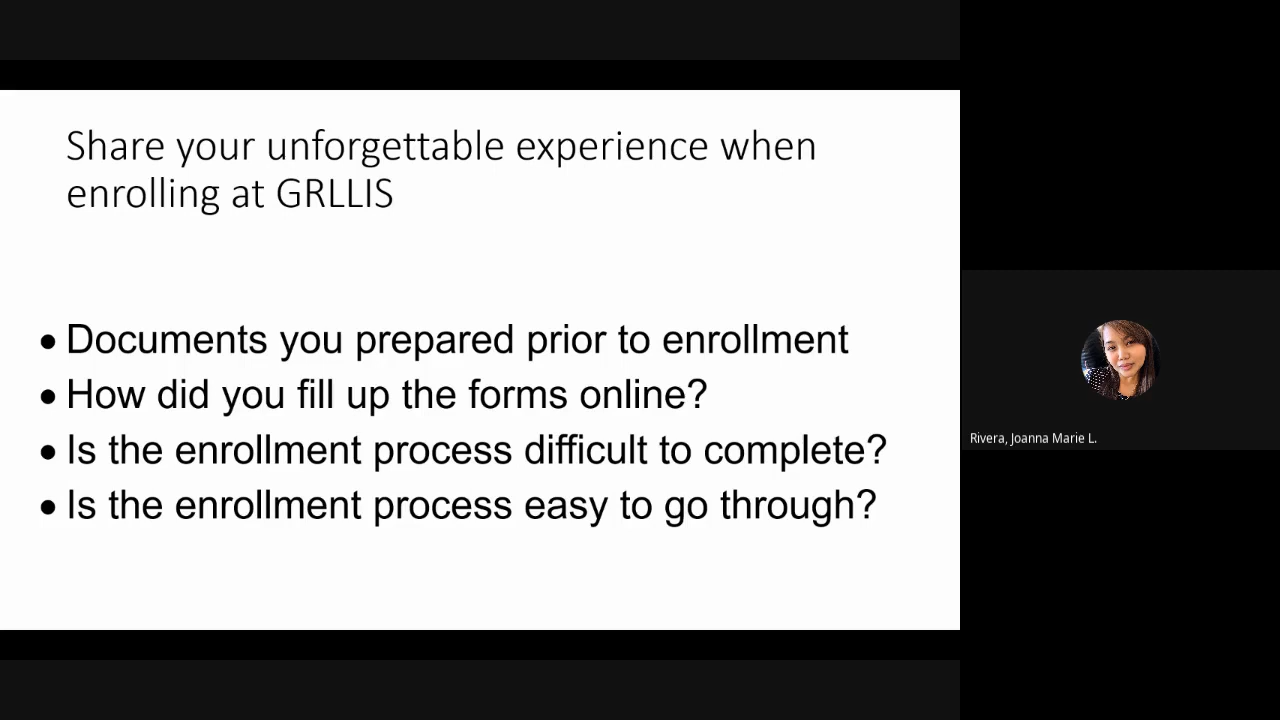 Share your unforgettable experience when
enrolling at GRLLIS
• Documents you prepared prior to enrollment
• How did you fill up the forms online?
• Is the enrollment process difficult to complete?
• Is the enrollment process easy to go through?
Rivera, Joanna Marie L.